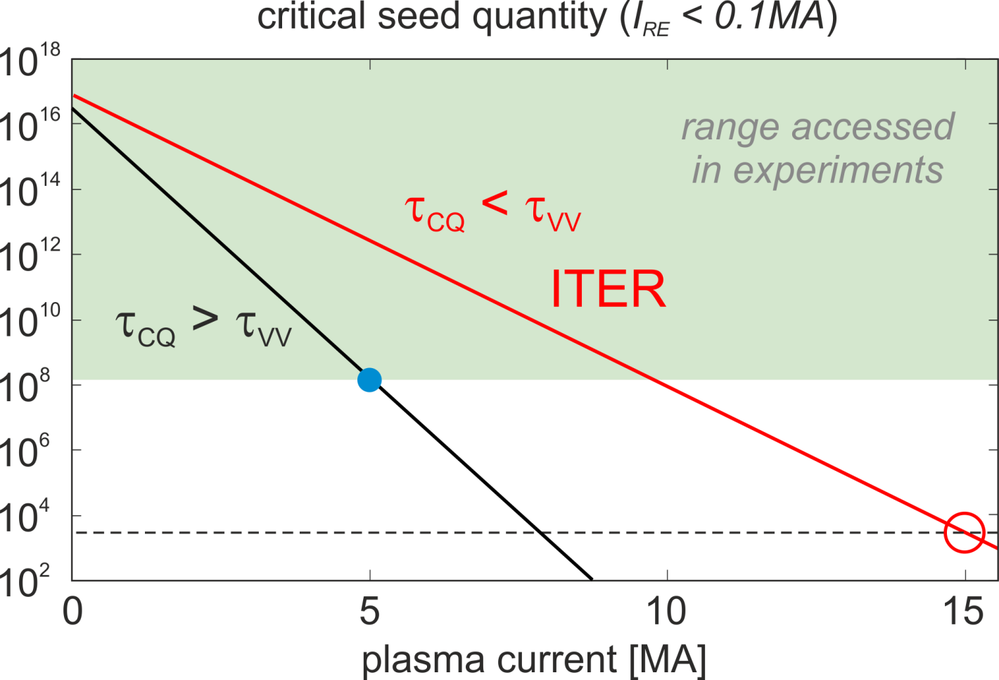 critical seed quantity (I_RE < 0.1MA)
10^18
range accessed
10^16
in experiments
10^14
τ_CQ < τ_VV
10^12
ITER
10^10
τ_CQ > τ_VV
10^8
10^6
10^4
10^2
0 5 10 15
plasma current [MA]